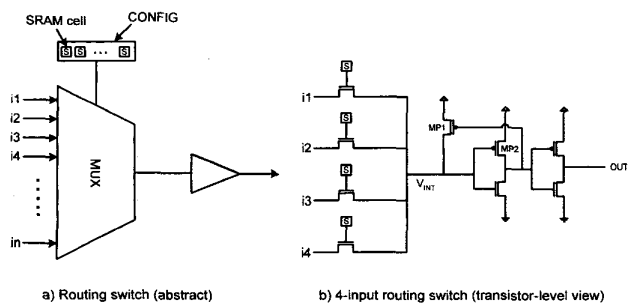 SRAM cell
CONFIG
S S ... S
i1
i2
i3
i4
in
MUX
a) Routing switch (abstract)
S
i1
S
i2
S
i3
S
i4
MP1
MP2
VINT
OUT
b) 4-input routing switch (transistor-level view)